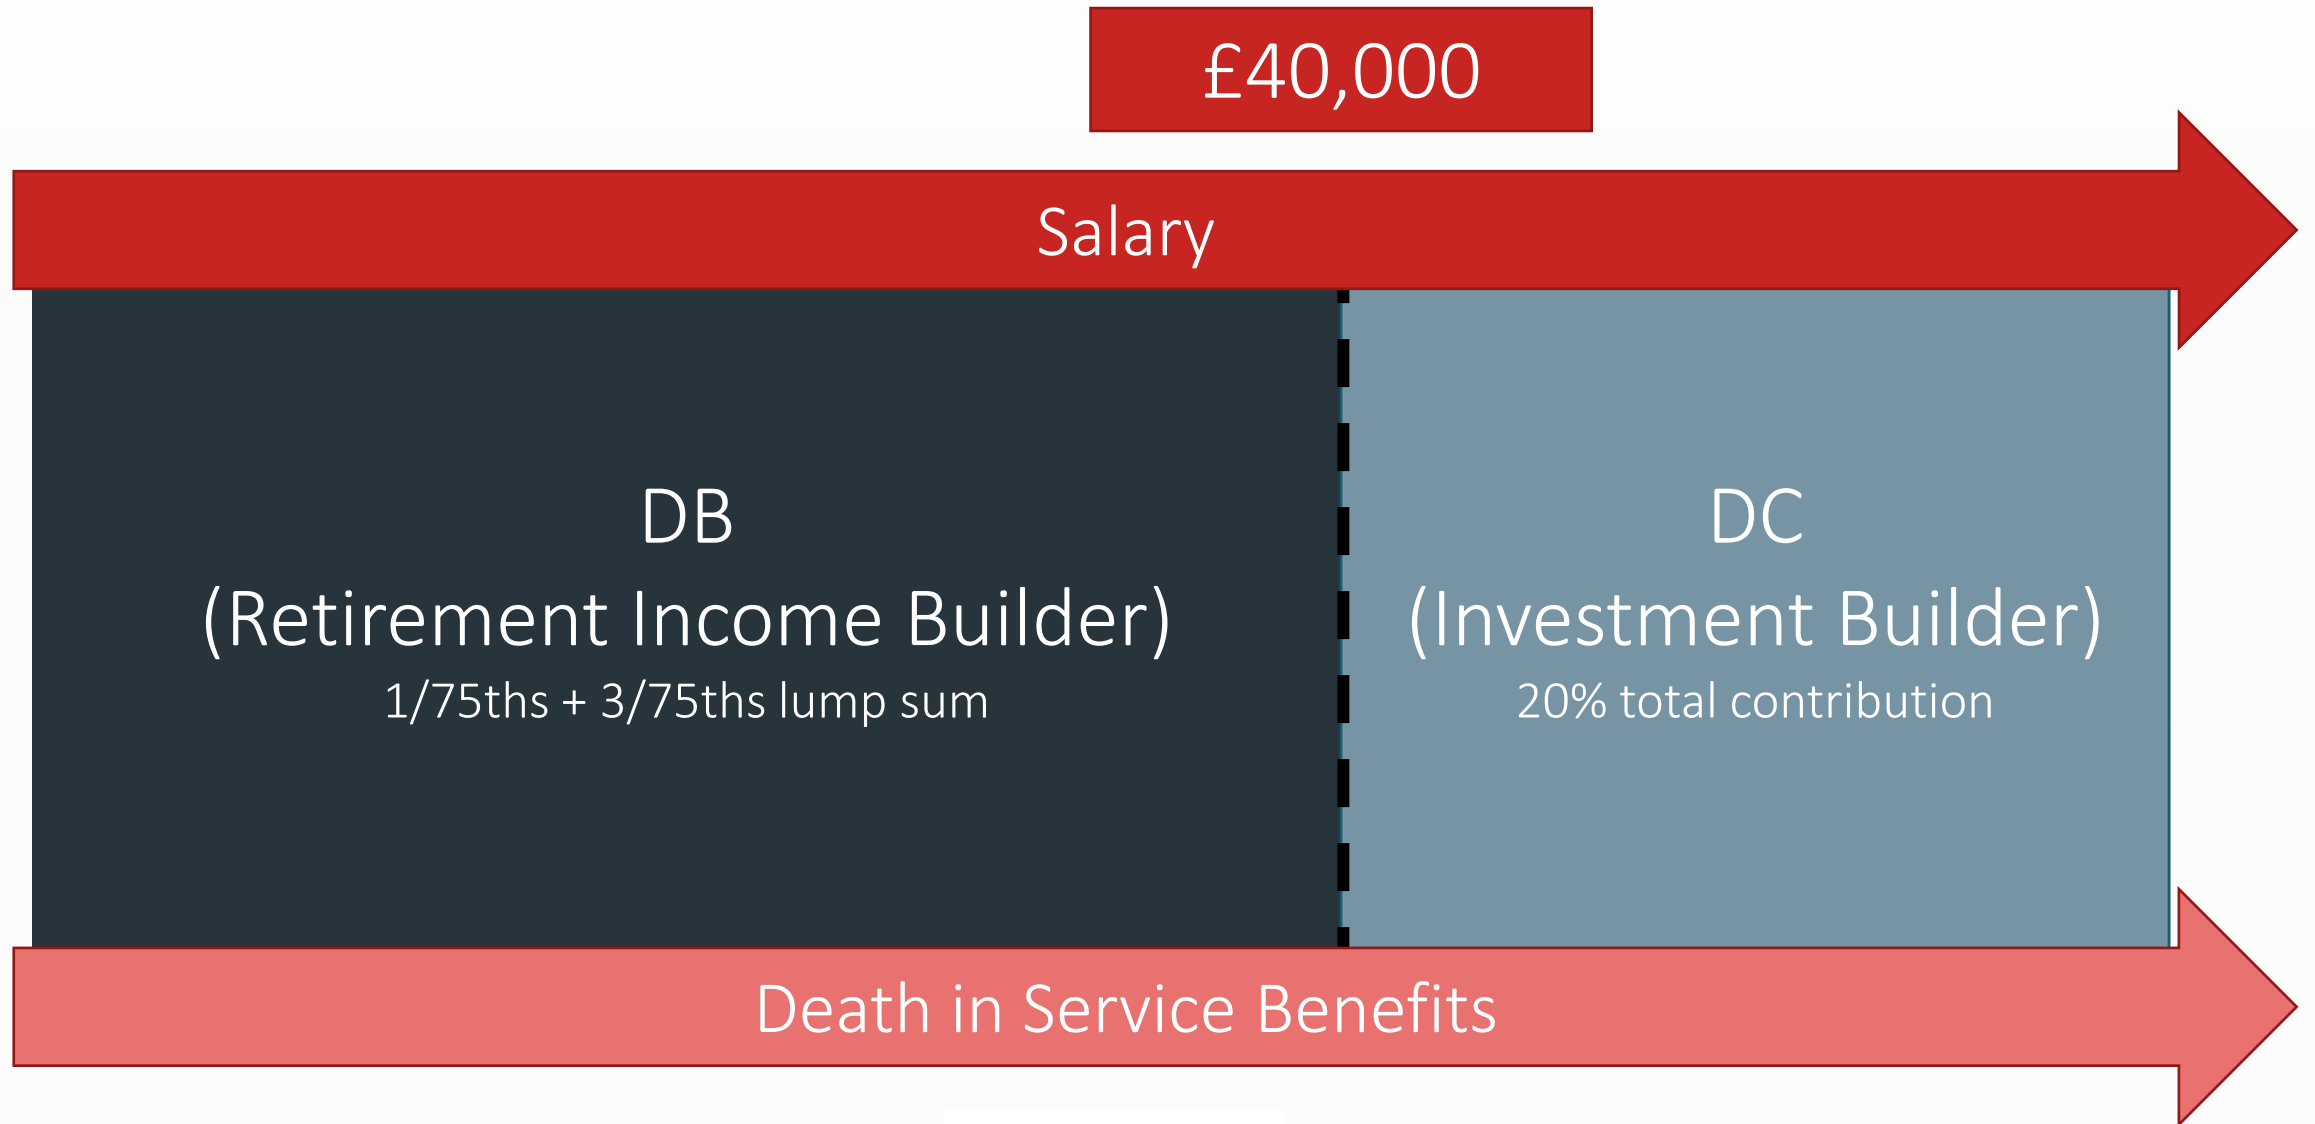 £40,000
Salary
DB
(Retirement Income Builder)
1/75ths + 3/75ths lump sum
DC
(Investment Builder)
20% total contribution
Death in Service Benefits